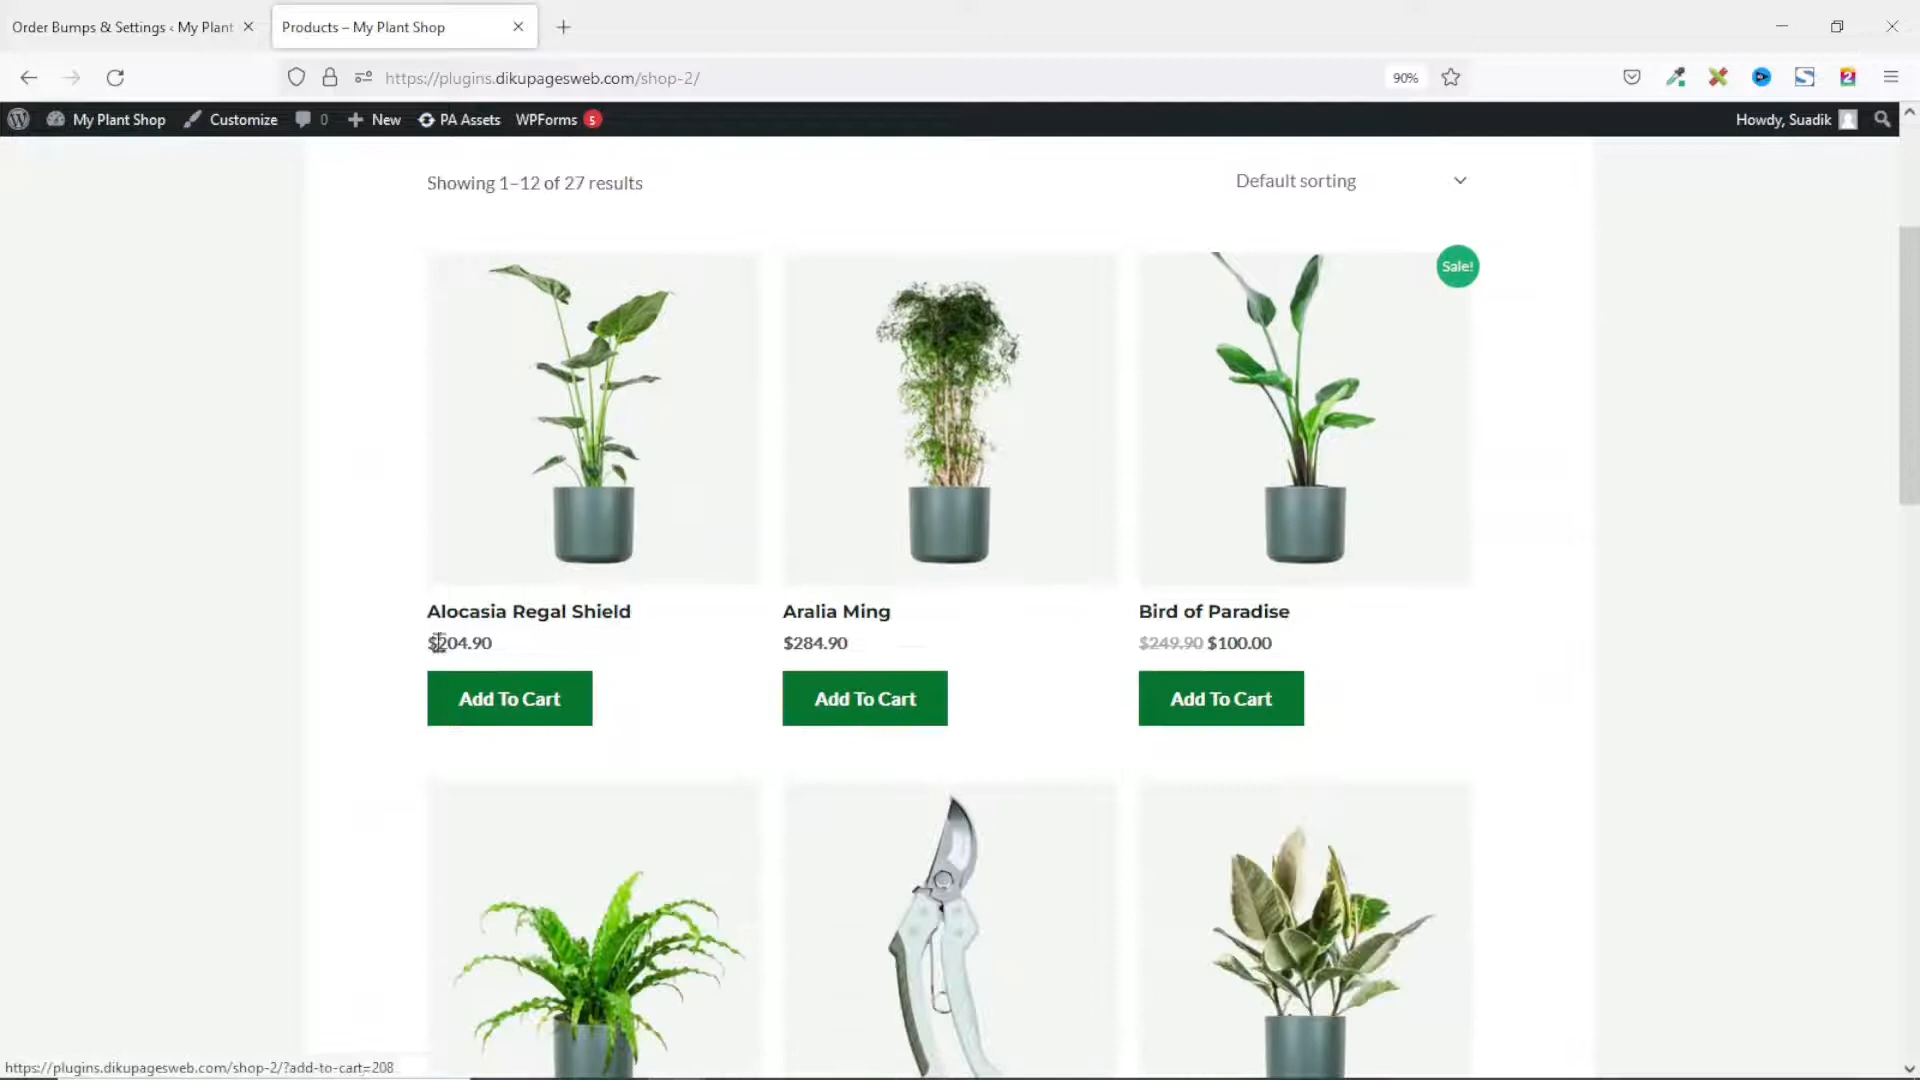 Order Bumps & Settings ‹ My Plant
Products – My Plant Shop
https://plugins.dikupagesweb.com/shop-2/
90%
2
My Plant Shop
Customize
0
New
PA Assets
WPForms
5
Howdy, Suadik
Showing 1–12 of 27 results
Default sorting
Sale!
Alocasia Regal Shield
Aralia Ming
Bird of Paradise
$204.90
$284.90
$249.90 $100.00
Add To Cart
Add To Cart
Add To Cart
https://plugins.dikupagesweb.com/shop-2/?add-to-cart=208